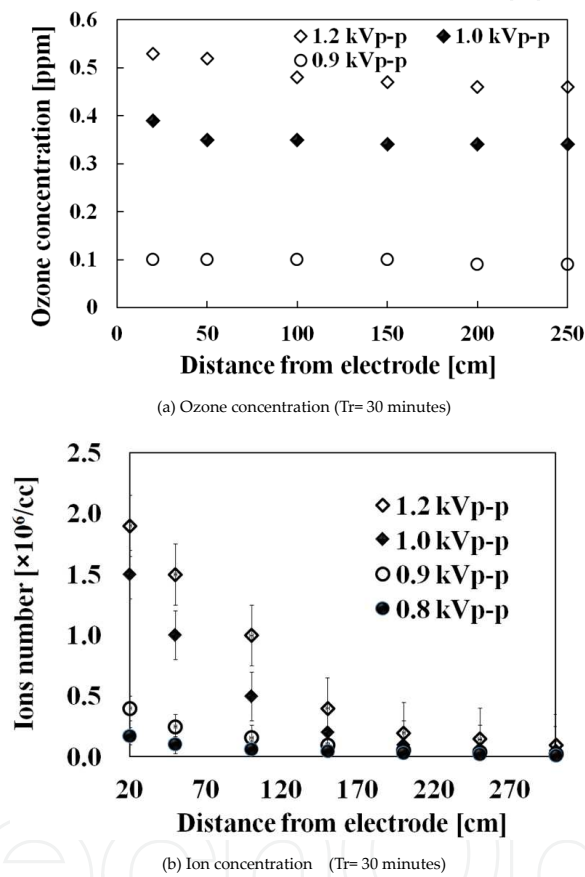 0.6
◇ 1.2 kVp-p ◆ 1.0 kVp-p
○ 0.9 kVp-p
0.5
0.4
0.3
0.2
0.1
0
0 50 100 150 200 250
Ozone concentration [ppm]
Distance from electrode [cm]
(a) Ozone concentration (Tr= 30 minutes)
2.5
2.0
1.5
1.0
0.5
0.0
◇ 1.2 kVp-p
◆ 1.0 kVp-p
○ 0.9 kVp-p
● 0.8 kVp-p
20 70 120 170 220 270
Ions number [×10⁶/cc]
Distance from electrode [cm]
(b) Ion concentration (Tr= 30 minutes)